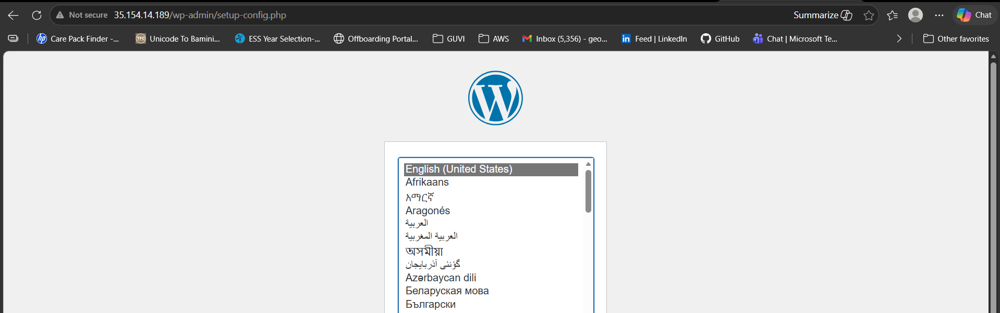 Not secure 35.154.14.189/wp-admin/setup-config.php Summarize Chat
Care Pack Finder -... Unicode To Bamini... ESS Year Selection-... Offboarding Portal... GUVI AWS Inbox (5,356) - geo... Feed | LinkedIn GitHub Chat | Microsoft Te... Other favorites
English (United States)
Afrikaans
አማርኛ
Aragonés
العربية
العربية المغربية
অসমীয়া
گؤنئی آذربایجان
Azərbaycan dili
Беларуская мова
Български